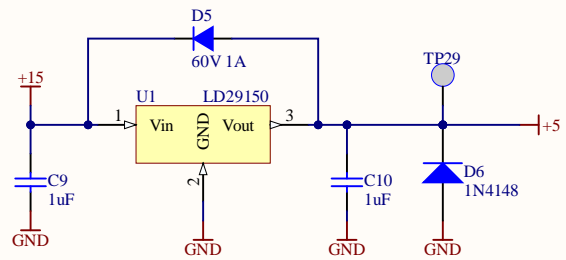 D5
60V 1A
TP29
+15
U1
LD29150
1
Vin
GND
Vout
3
+5
2
C9
1uF
C10
1uF
D6
1N4148
GND
GND
GND
GND